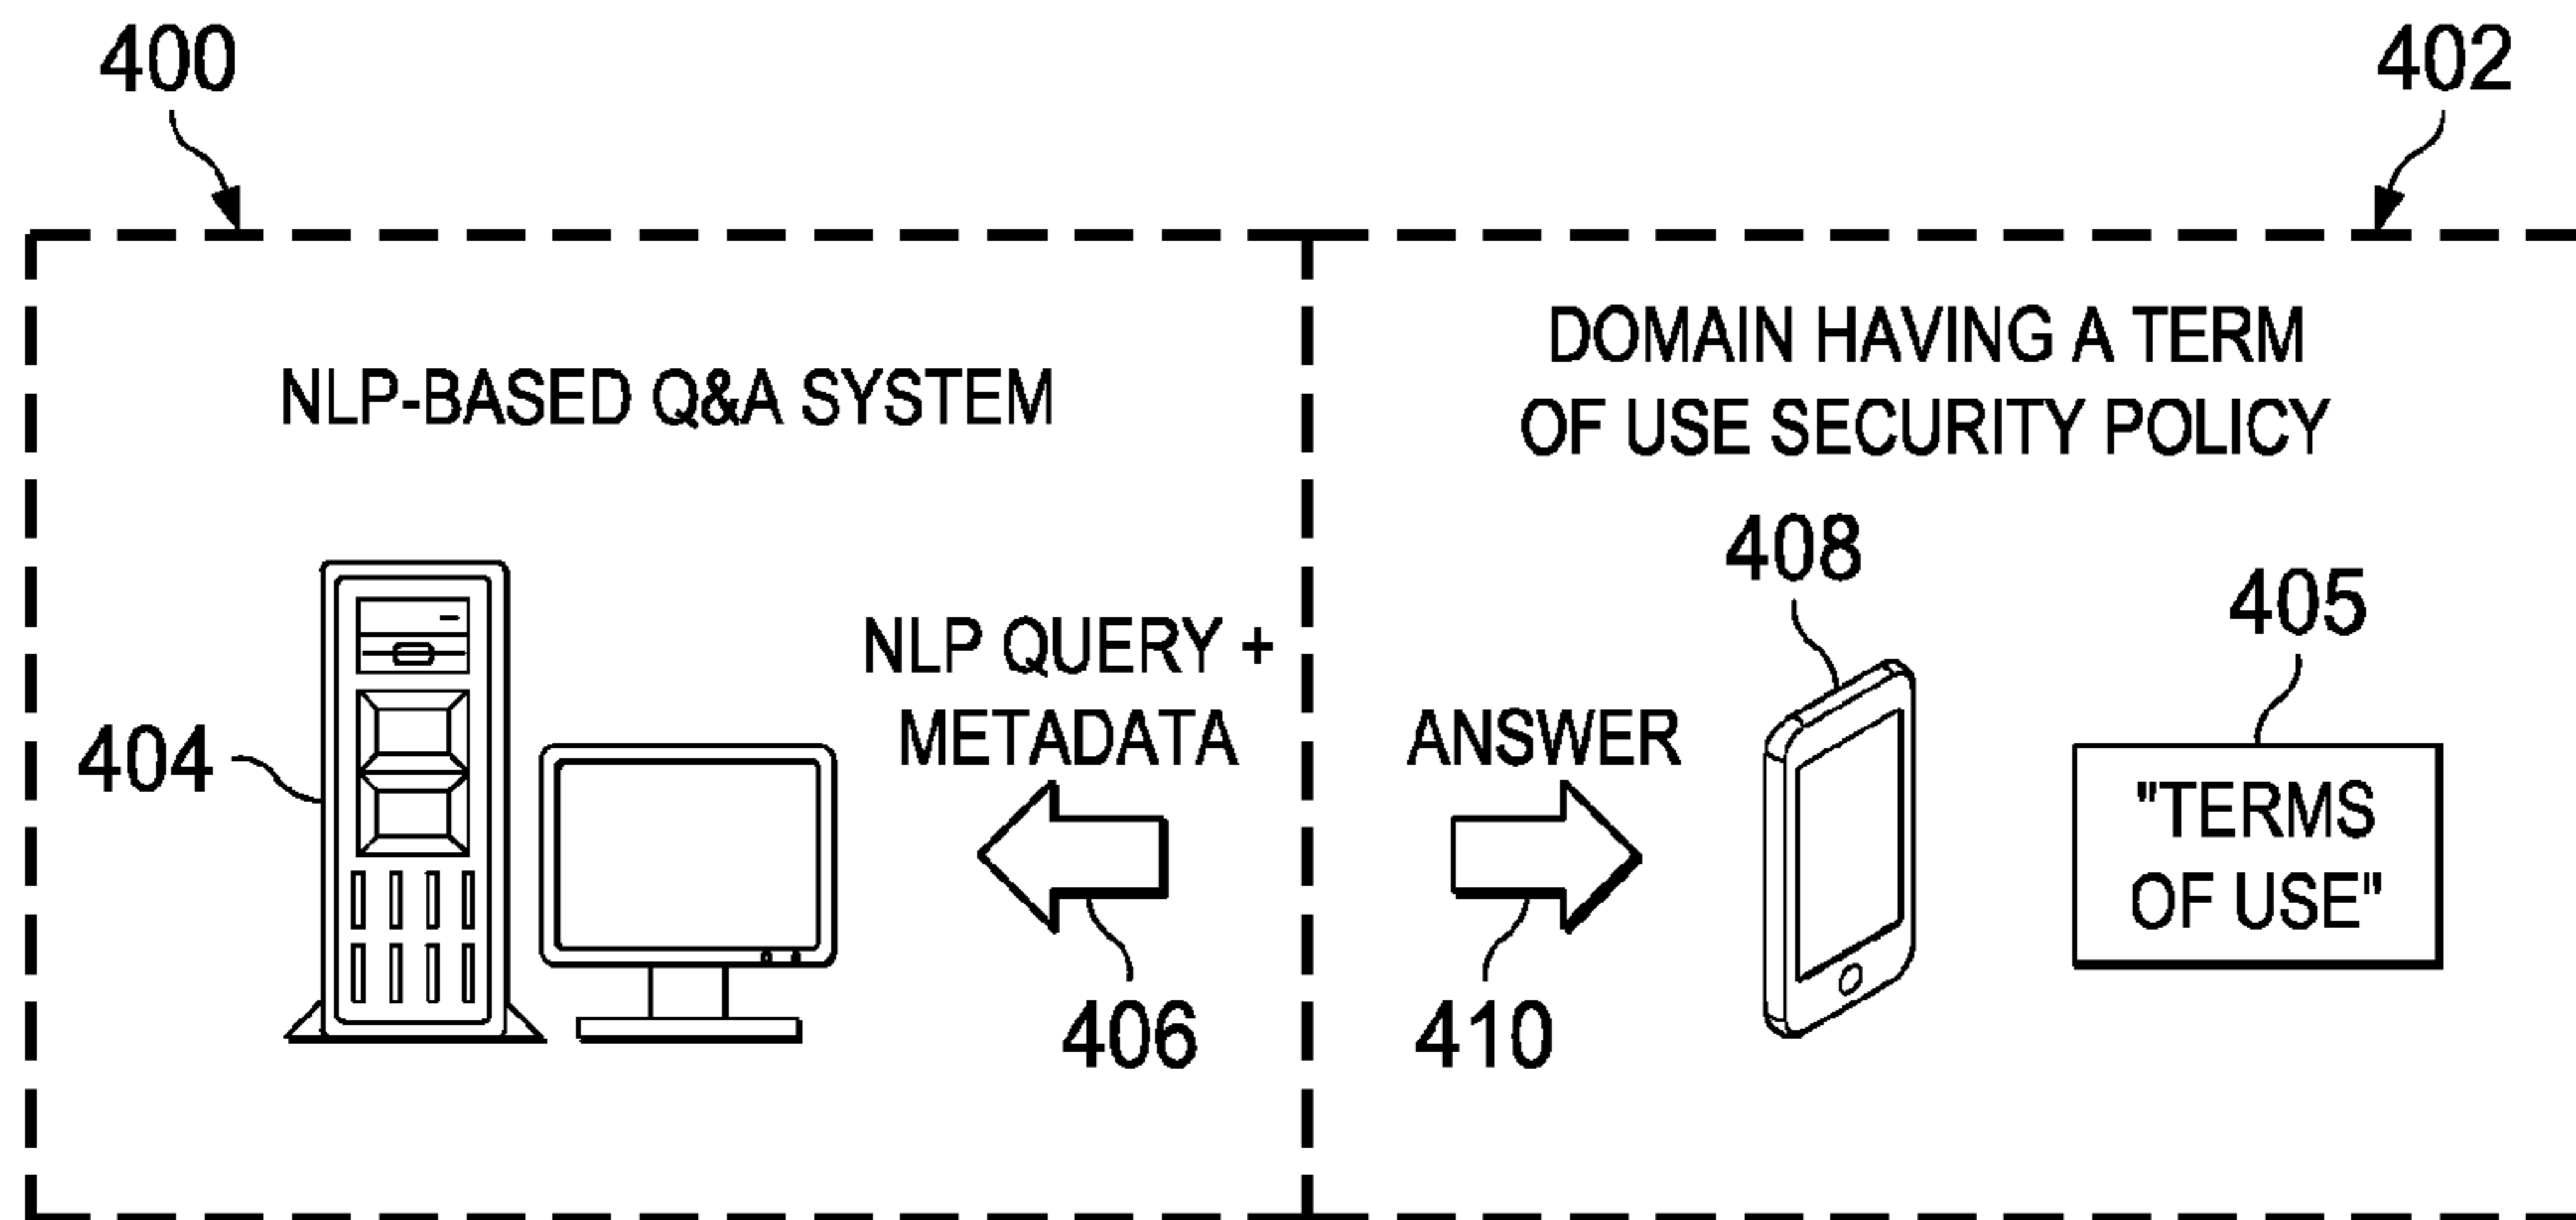 400
402
NLP-BASED Q&A SYSTEM
DOMAIN HAVING A TERM
OF USE SECURITY POLICY
404
NLP QUERY +
METADATA
406
ANSWER
410
408
405
"TERMS
OF USE"